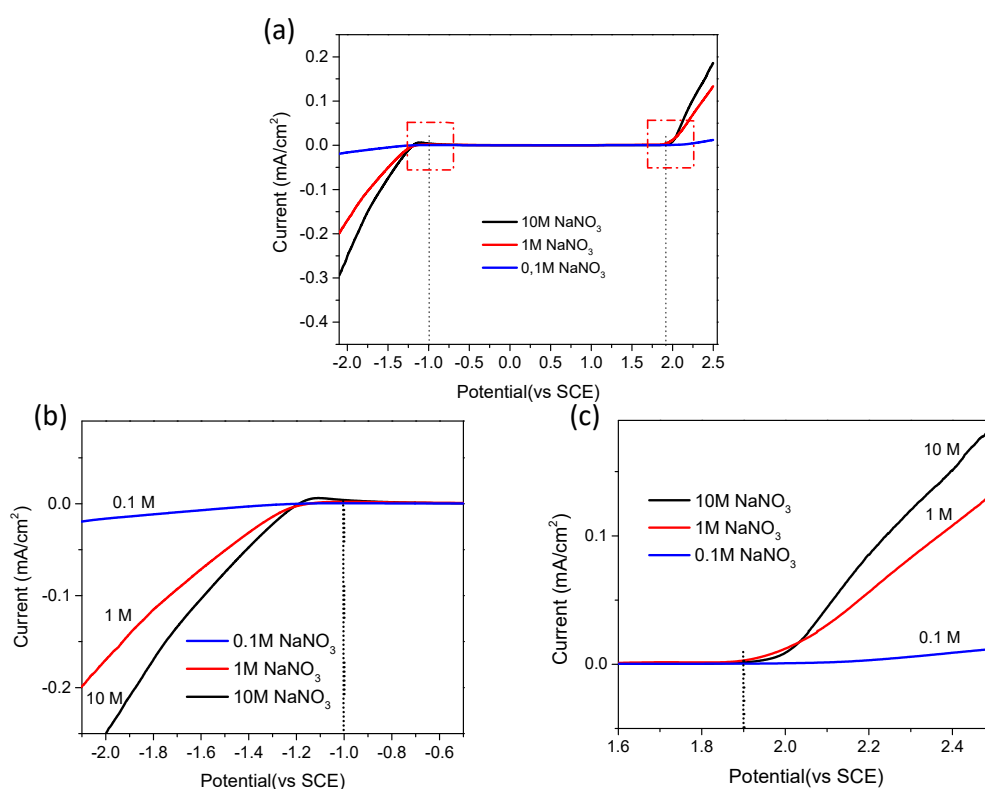 (a)
0.2
0.1
0.0
-0.1
-0.2
-0.3
-0.4
Current (mA/cm²)
10M NaNO₃
1M NaNO₃
0,1M NaNO₃
-2.0 -1.5 -1.0 -0.5 0.0 0.5 1.0 1.5 2.0 2.5
Potential(vs SCE)
(b)
0.0
-0.1
-0.2
Current (mA/cm²)
0.1 M
1 M
10 M
0.1M NaNO₃
1M NaNO₃
10M NaNO₃
-2.0 -1.8 -1.6 -1.4 -1.2 -1.0 -0.8 -0.6
Potential(vs SCE)
(c)
0.1
0.0
Current (mA/cm²)
10 M
1 M
0.1 M
10M NaNO₃
1M NaNO₃
0.1M NaNO₃
1.6 1.8 2.0 2.2 2.4
Potential(vs SCE)